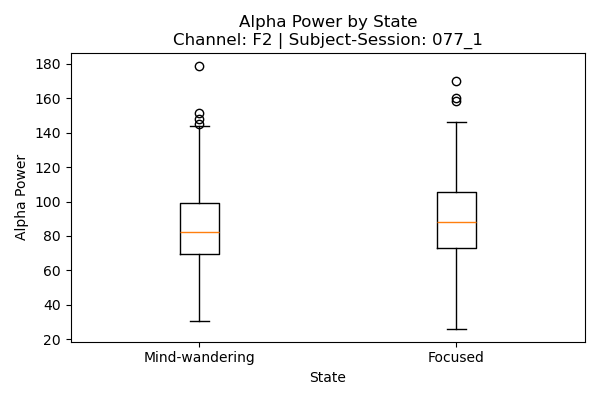 Alpha Power by State
Channel: F2 | Subject-Session: 077_1
180
160
140
120
100
80
60
40
20
Alpha Power
Mind-wandering
Focused
State